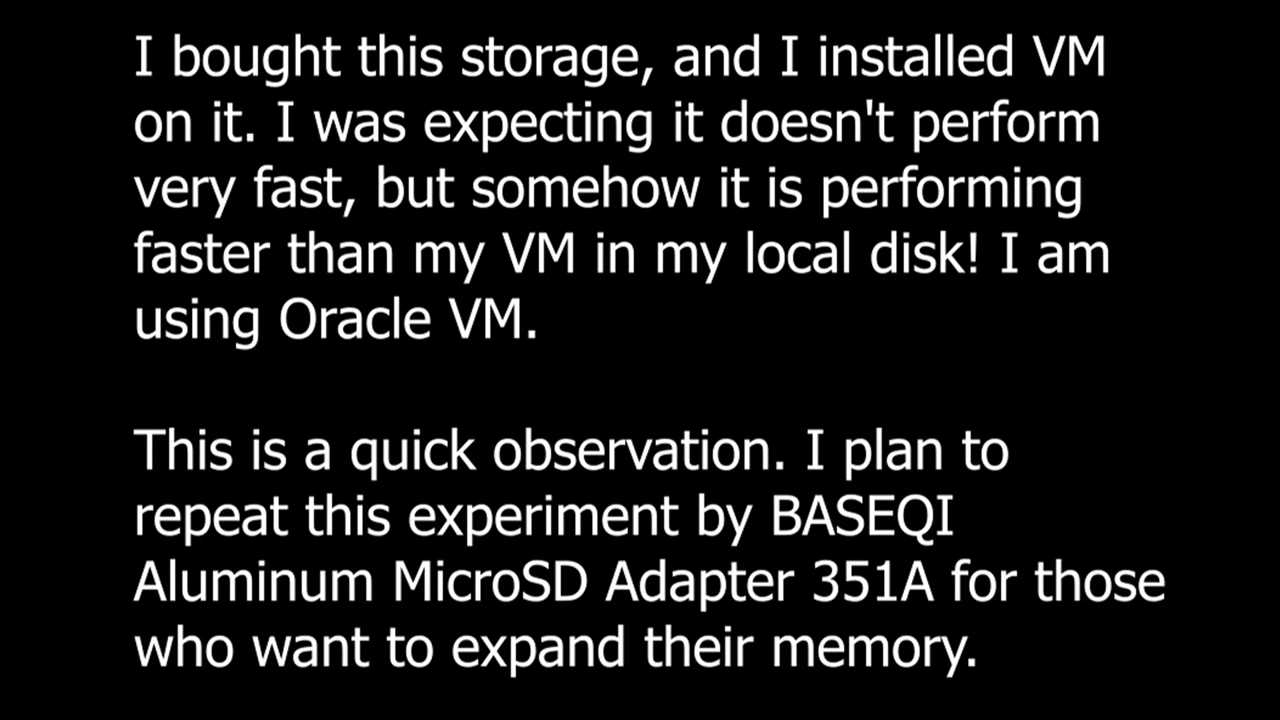 I bought this storage, and I installed VM
on it. I was expecting it doesn't perform
very fast, but somehow it is performing
faster than my VM in my local disk! I am
using Oracle VM.
This is a quick observation. I plan to
repeat this experiment by BASEQI
Aluminum MicroSD Adapter 351A for those
who want to expand their memory.